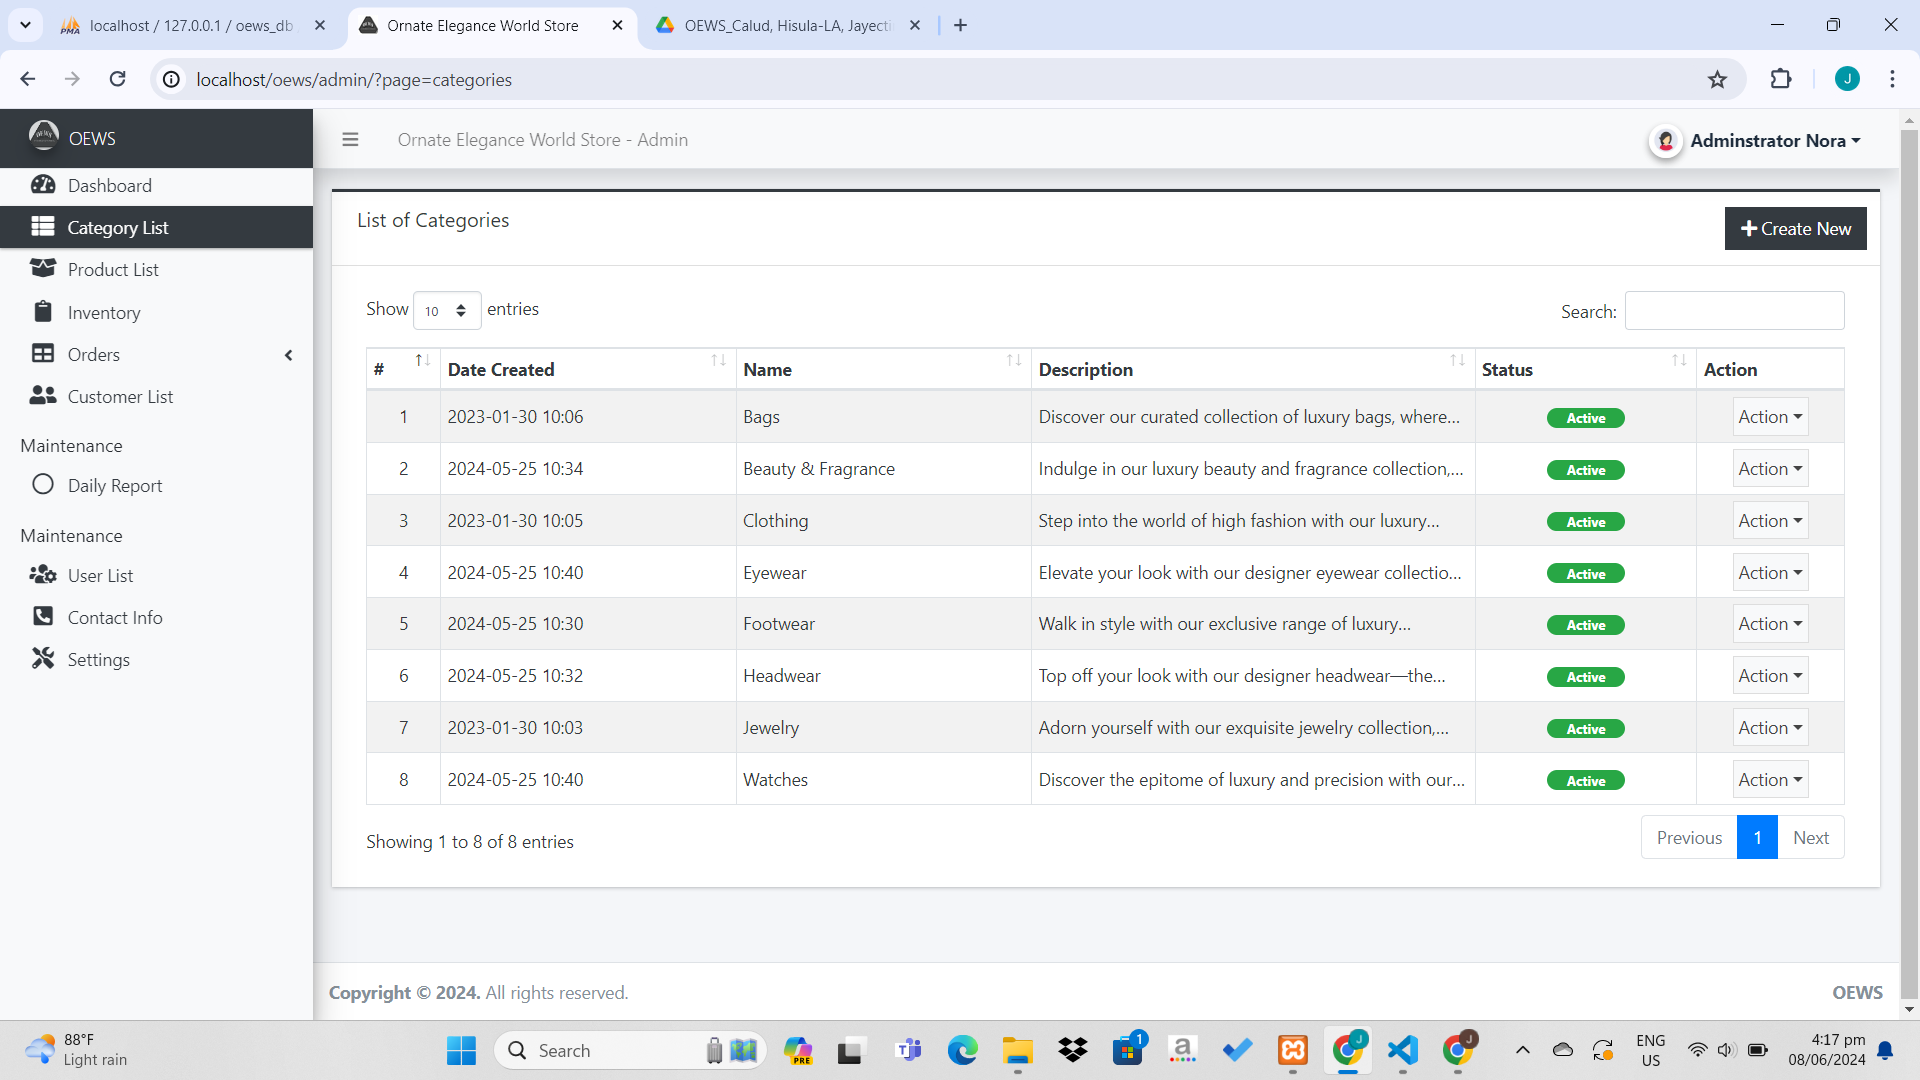 localhost / 127.0.0.1 / oews_db
Ornate Elegance World Store
OEWS_Calud, Hisula-LA, Jayecti
localhost/oews/admin/?page=categories
J
OEWS
Ornate Elegance World Store - Admin
Adminstrator Nora
Dashboard
Category List
Product List
Inventory
Orders
Customer List
Maintenance
Daily Report
Maintenance
User List
Contact Info
Settings
List of Categories
Create New
Show 10 entries
Search:
# Date Created Name Description Status Action
1 2023-01-30 10:06 Bags Discover our curated collection of luxury bags, where... Active Action
2 2024-05-25 10:34 Beauty & Fragrance Indulge in our luxury beauty and fragrance collection,... Active Action
3 2023-01-30 10:05 Clothing Step into the world of high fashion with our luxury... Active Action
4 2024-05-25 10:40 Eyewear Elevate your look with our designer eyewear collectio... Active Action
5 2024-05-25 10:30 Footwear Walk in style with our exclusive range of luxury... Active Action
6 2024-05-25 10:32 Headwear Top off your look with our designer headwear—the... Active Action
7 2023-01-30 10:03 Jewelry Adorn yourself with our exquisite jewelry collection,... Active Action
8 2024-05-25 10:40 Watches Discover the epitome of luxury and precision with our... Active Action
Showing 1 to 8 of 8 entries
Previous 1 Next
Copyright © 2024. All rights reserved.
OEWS
88°F
Light rain
Search
PRE
1
a
J
J
ENG
US
4:17 pm
08/06/2024